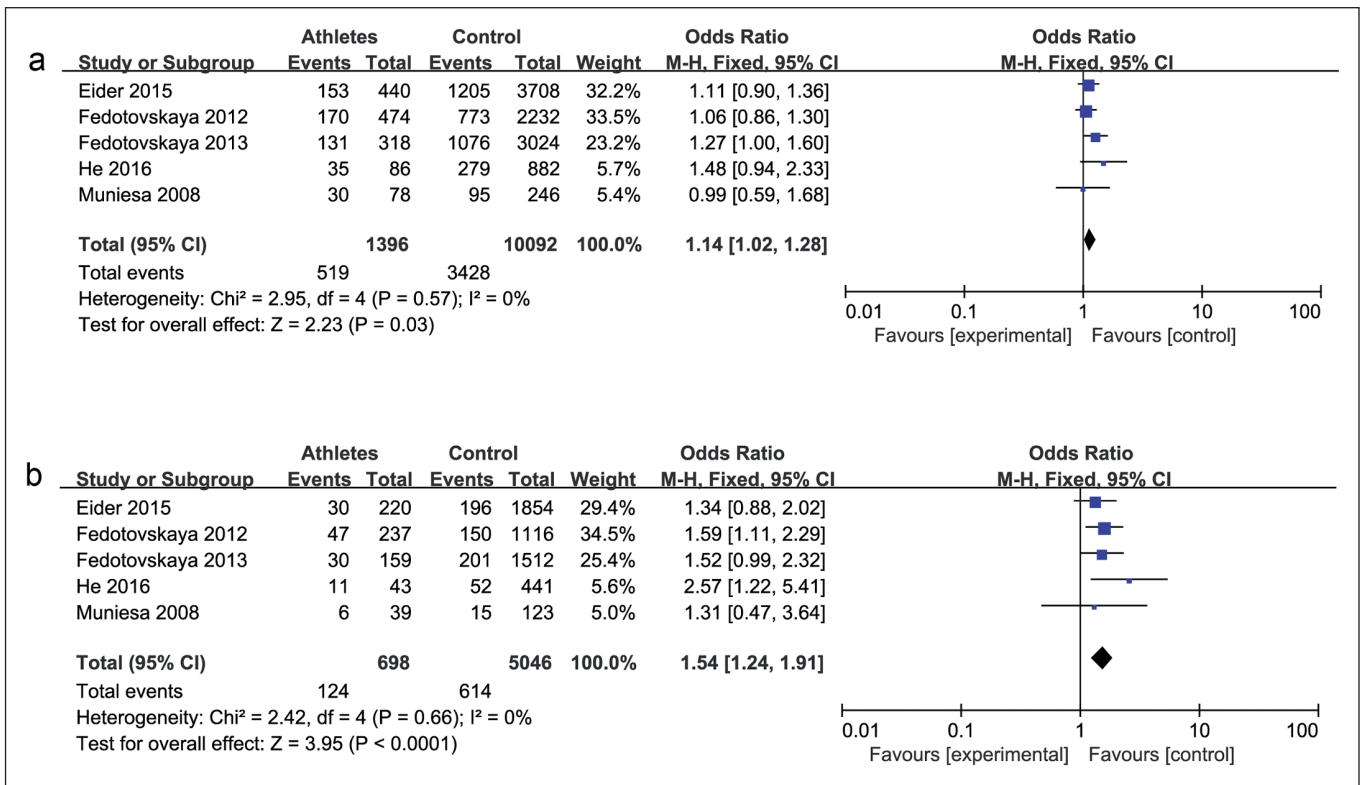 a
Athletes Control Odds Ratio Odds Ratio
Study or Subgroup Events Total Events Total Weight M-H, Fixed, 95% CI M-H, Fixed, 95% CI
Eider 2015 153 440 1205 3708 32.2% 1.11 [0.90, 1.36]
Fedotovskaya 2012 170 474 773 2232 33.5% 1.06 [0.86, 1.30]
Fedotovskaya 2013 131 318 1076 3024 23.2% 1.27 [1.00, 1.60]
He 2016 35 86 279 882 5.7% 1.48 [0.94, 2.33]
Muniesa 2008 30 78 95 246 5.4% 0.99 [0.59, 1.68]
Total (95% CI) 1396 10092 100.0% 1.14 [1.02, 1.28]
Total events 519 3428
Heterogeneity: Chi² = 2.95, df = 4 (P = 0.57); I² = 0%
Test for overall effect: Z = 2.23 (P = 0.03)
0.01 0.1 1 10 100
Favours [experimental] Favours [control]
b
Athletes Control Odds Ratio Odds Ratio
Study or Subgroup Events Total Events Total Weight M-H, Fixed, 95% CI M-H, Fixed, 95% CI
Eider 2015 30 220 196 1854 29.4% 1.34 [0.88, 2.02]
Fedotovskaya 2012 47 237 150 1116 34.5% 1.59 [1.11, 2.29]
Fedotovskaya 2013 30 159 201 1512 25.4% 1.52 [0.99, 2.32]
He 2016 11 43 52 441 5.6% 2.57 [1.22, 5.41]
Muniesa 2008 6 39 15 123 5.0% 1.31 [0.47, 3.64]
Total (95% CI) 698 5046 100.0% 1.54 [1.24, 1.91]
Total events 124 614
Heterogeneity: Chi² = 2.42, df = 4 (P = 0.66); I² = 0%
Test for overall effect: Z = 3.95 (P < 0.0001)
0.01 0.1 1 10 100
Favours [experimental] Favours [control]